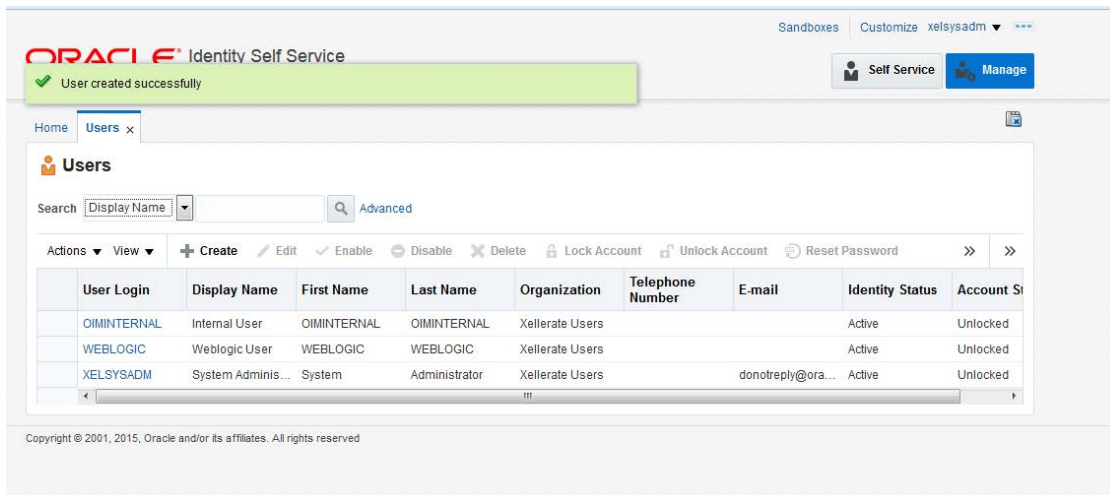 Sandboxes Customize xelsysadm
ORACLE Identity Self Service
User created successfully
Self Service Manage
Home Users x
Users
Search Display Name Advanced
Actions View Create Edit Enable Disable Delete Lock Account Unlock Account Reset Password » »
User Login Display Name First Name Last Name Organization Telephone Number E-mail Identity Status Account St
OIMINTERNAL Internal User OIMINTERNAL OIMINTERNAL Xellerate Users Active Unlocked
WEBLOGIC Weblogic User WEBLOGIC WEBLOGIC Xellerate Users Active Unlocked
XELSYSADM System Adminis... System Administrator Xellerate Users donotreply@ora... Active Unlocked
Copyright © 2001, 2015, Oracle and/or its affiliates. All rights reserved